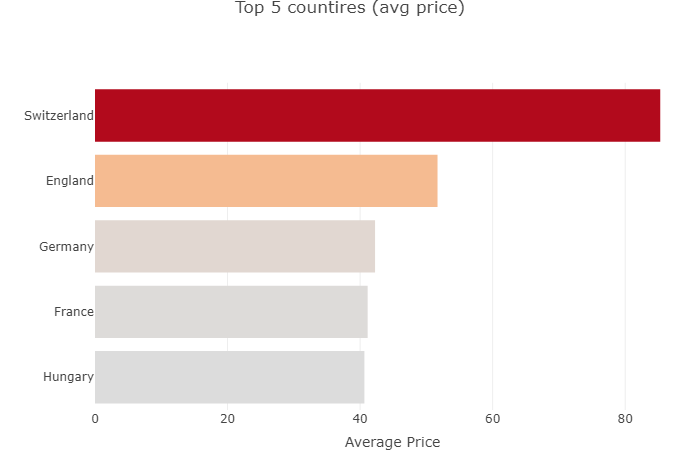 Top 5 countires (avg price)
Switzerland
England
Germany
France
Hungary
0 20 40 60 80
Average Price